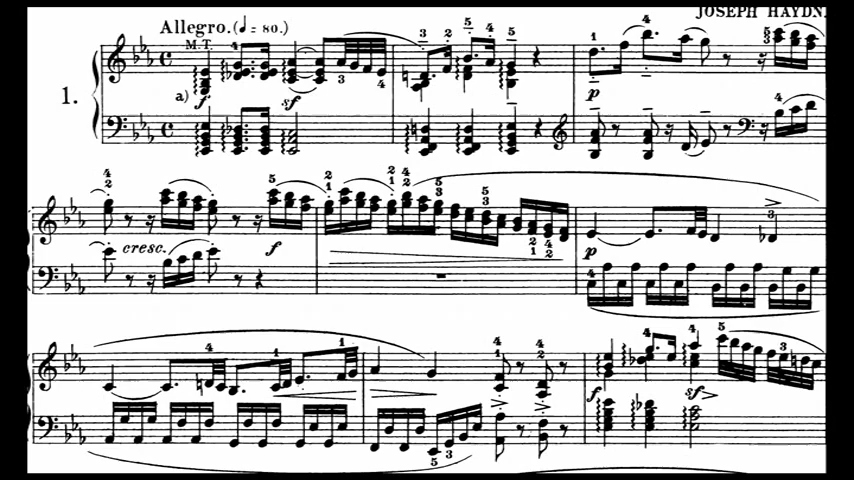 JOSEPH HAYDN.
Allegro. (♩= 80.)
M.T.
1.
a) f sf p
cresc. f p
f sf